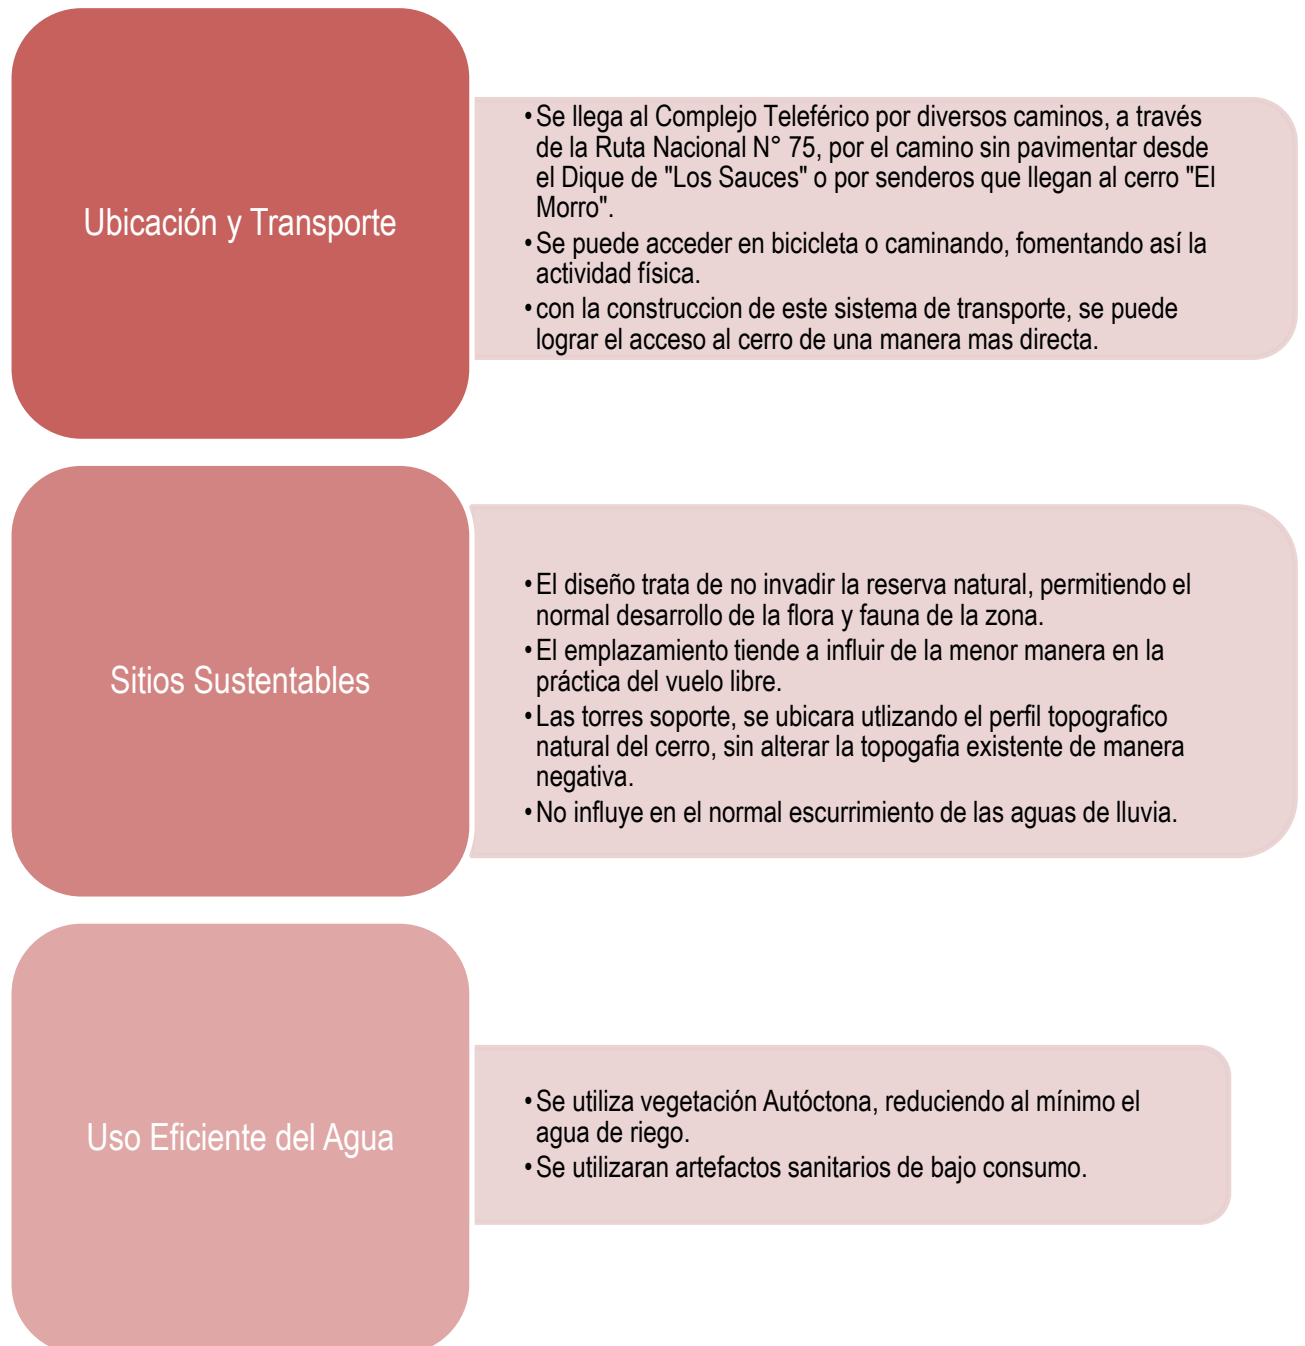 Ubicación y Transporte
•Se llega al Complejo Teleférico por diversos caminos, a través
de la Ruta Nacional N° 75, por el camino sin pavimentar desde
el Dique de "Los Sauces" o por senderos que llegan al cerro "El
Morro".
•Se puede acceder en bicicleta o caminando, fomentando así la
actividad física.
•con la construccion de este sistema de transporte, se puede
lograr el acceso al cerro de una manera mas directa.
Sitios Sustentables
•El diseño trata de no invadir la reserva natural, permitiendo el
normal desarrollo de la flora y fauna de la zona.
•El emplazamiento tiende a influir de la menor manera en la
práctica del vuelo libre.
•Las torres soporte, se ubicara utlizando el perfil topografico
natural del cerro, sin alterar la topogafia existente de manera
negativa.
•No influye en el normal escurrimiento de las aguas de lluvia.
Uso Eficiente del Agua
•Se utiliza vegetación Autóctona, reduciendo al mínimo el
agua de riego.
•Se utilizaran artefactos sanitarios de bajo consumo.